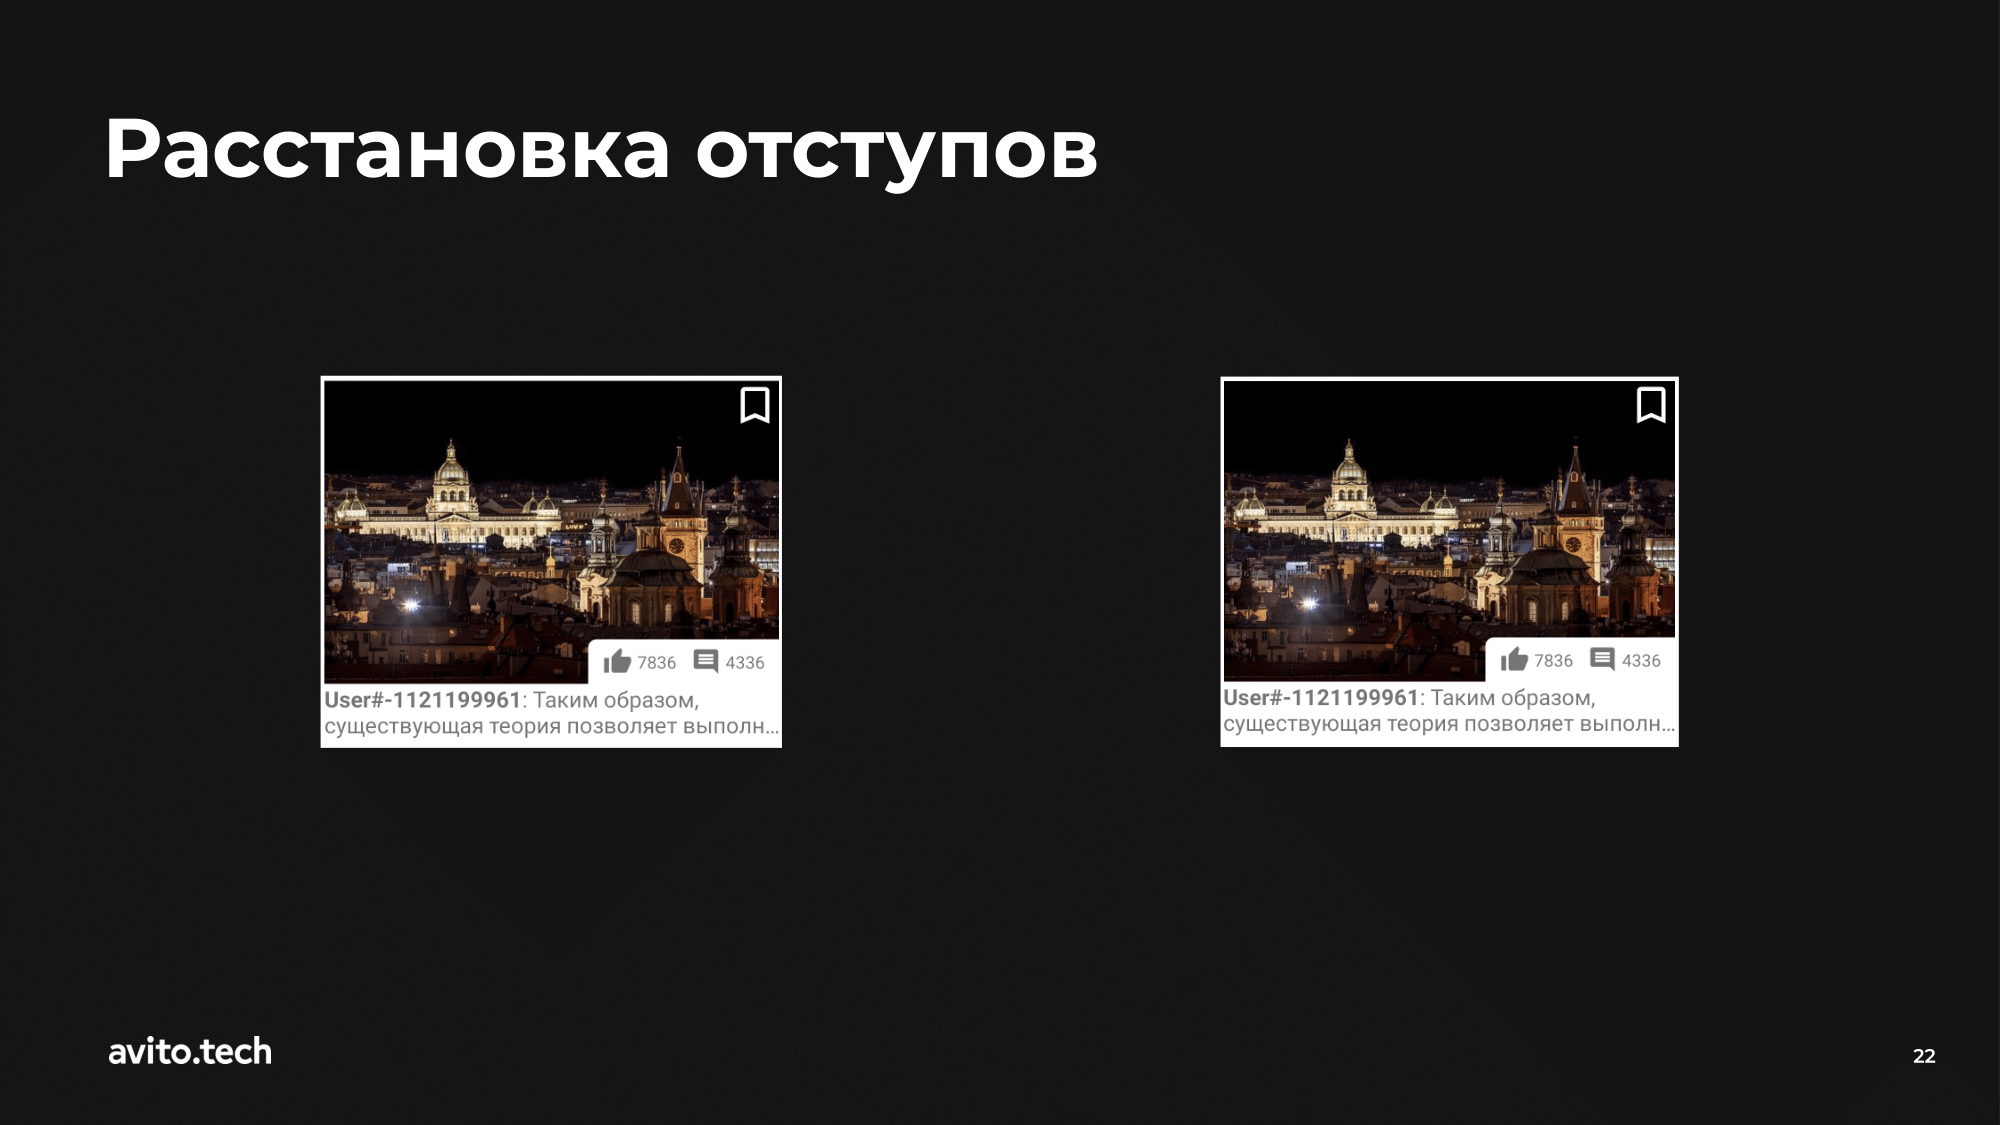 Расстановка отступов
7836 4336
User#-1121199961: Таким образом,
существующая теория позволяет выполн...
7836 4336
User#-1121199961: Таким образом,
существующая теория позволяет выполн...
avito.tech
22